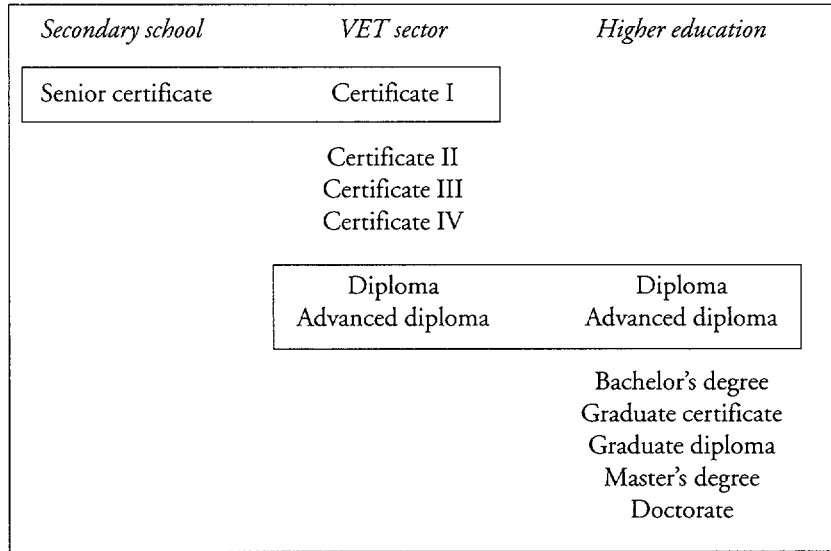 Secondary school VET sector Higher education
Senior certificate Certificate I
Certificate II
Certificate III
Certificate IV
Diploma Diploma
Advanced diploma Advanced diploma
Bachelor's degree
Graduate certificate
Graduate diploma
Master's degree
Doctorate